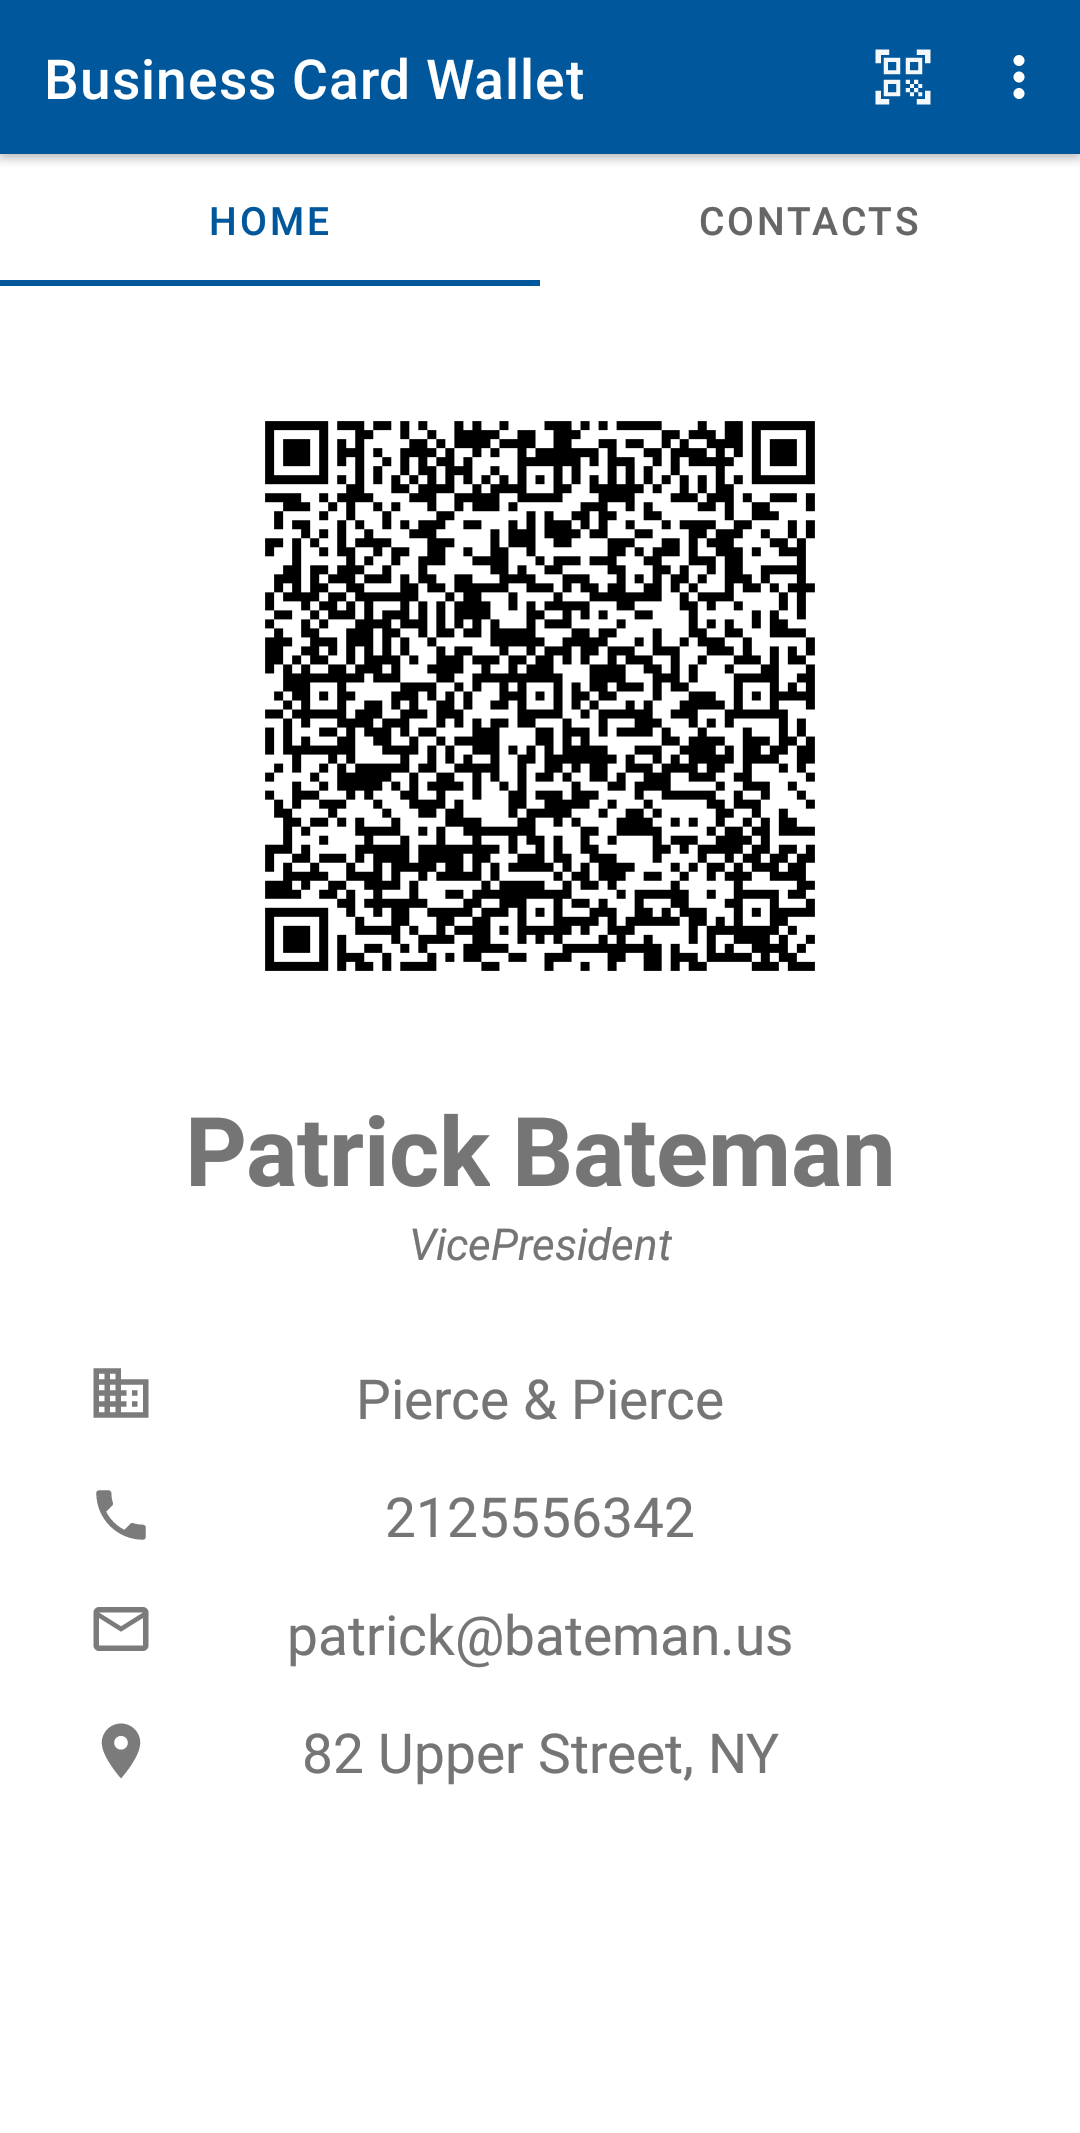 Business Card Wallet
HOME
CONTACTS
Patrick Bateman
VicePresident
Pierce & Pierce
2125556342
patrick@bateman.us
82 Upper Street, NY